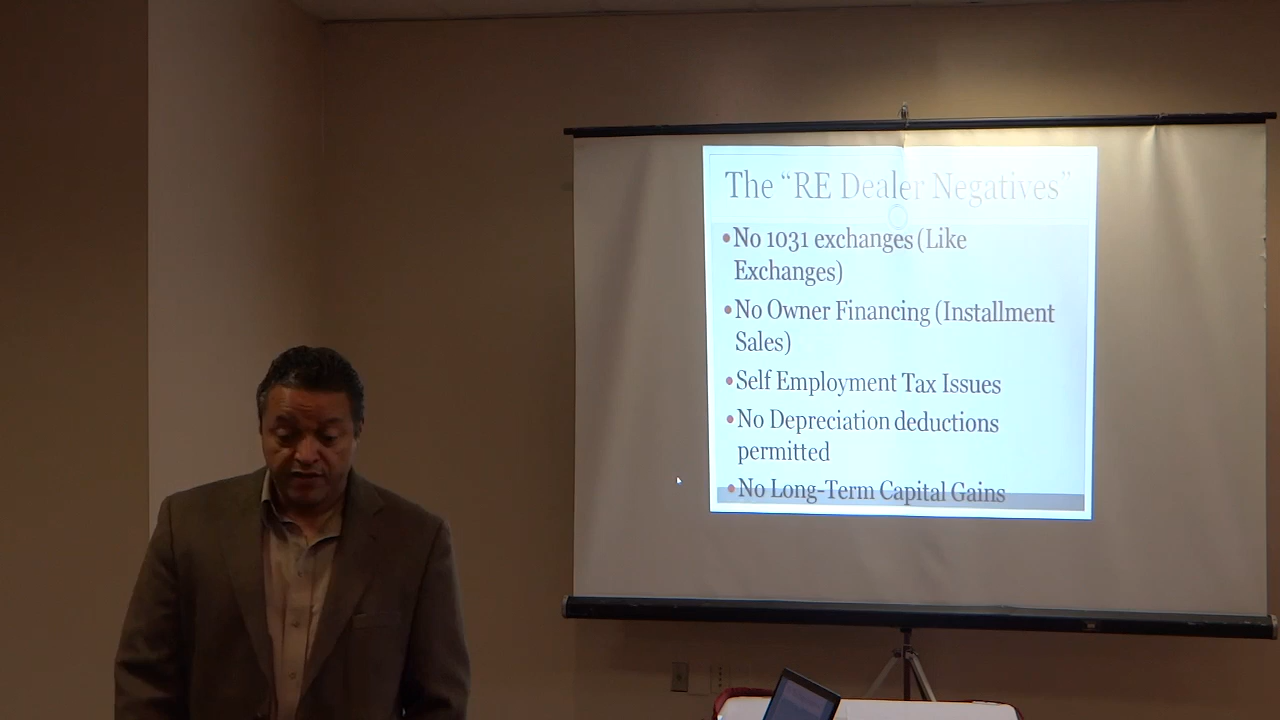 The “RE Dealer Negatives”
•No 1031 exchanges (Like
Exchanges)
•No Owner Financing (Installment
Sales)
•Self Employment Tax Issues
•No Depreciation deductions
permitted
•No Long-Term Capital Gains